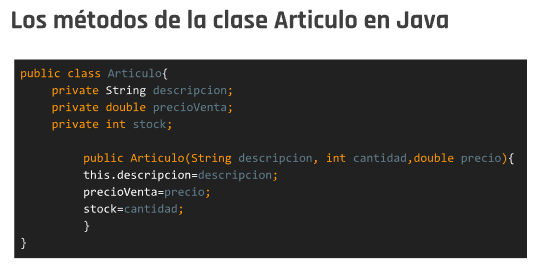 Los métodos de la clase Articulo en Java
public class Articulo{
private String descripcion;
private double precioVenta;
private int stock;
public Articulo(String descripcion, int cantidad,double precio){
this.descripcion=descripcion;
precioVenta=precio;
stock=cantidad;
}
}